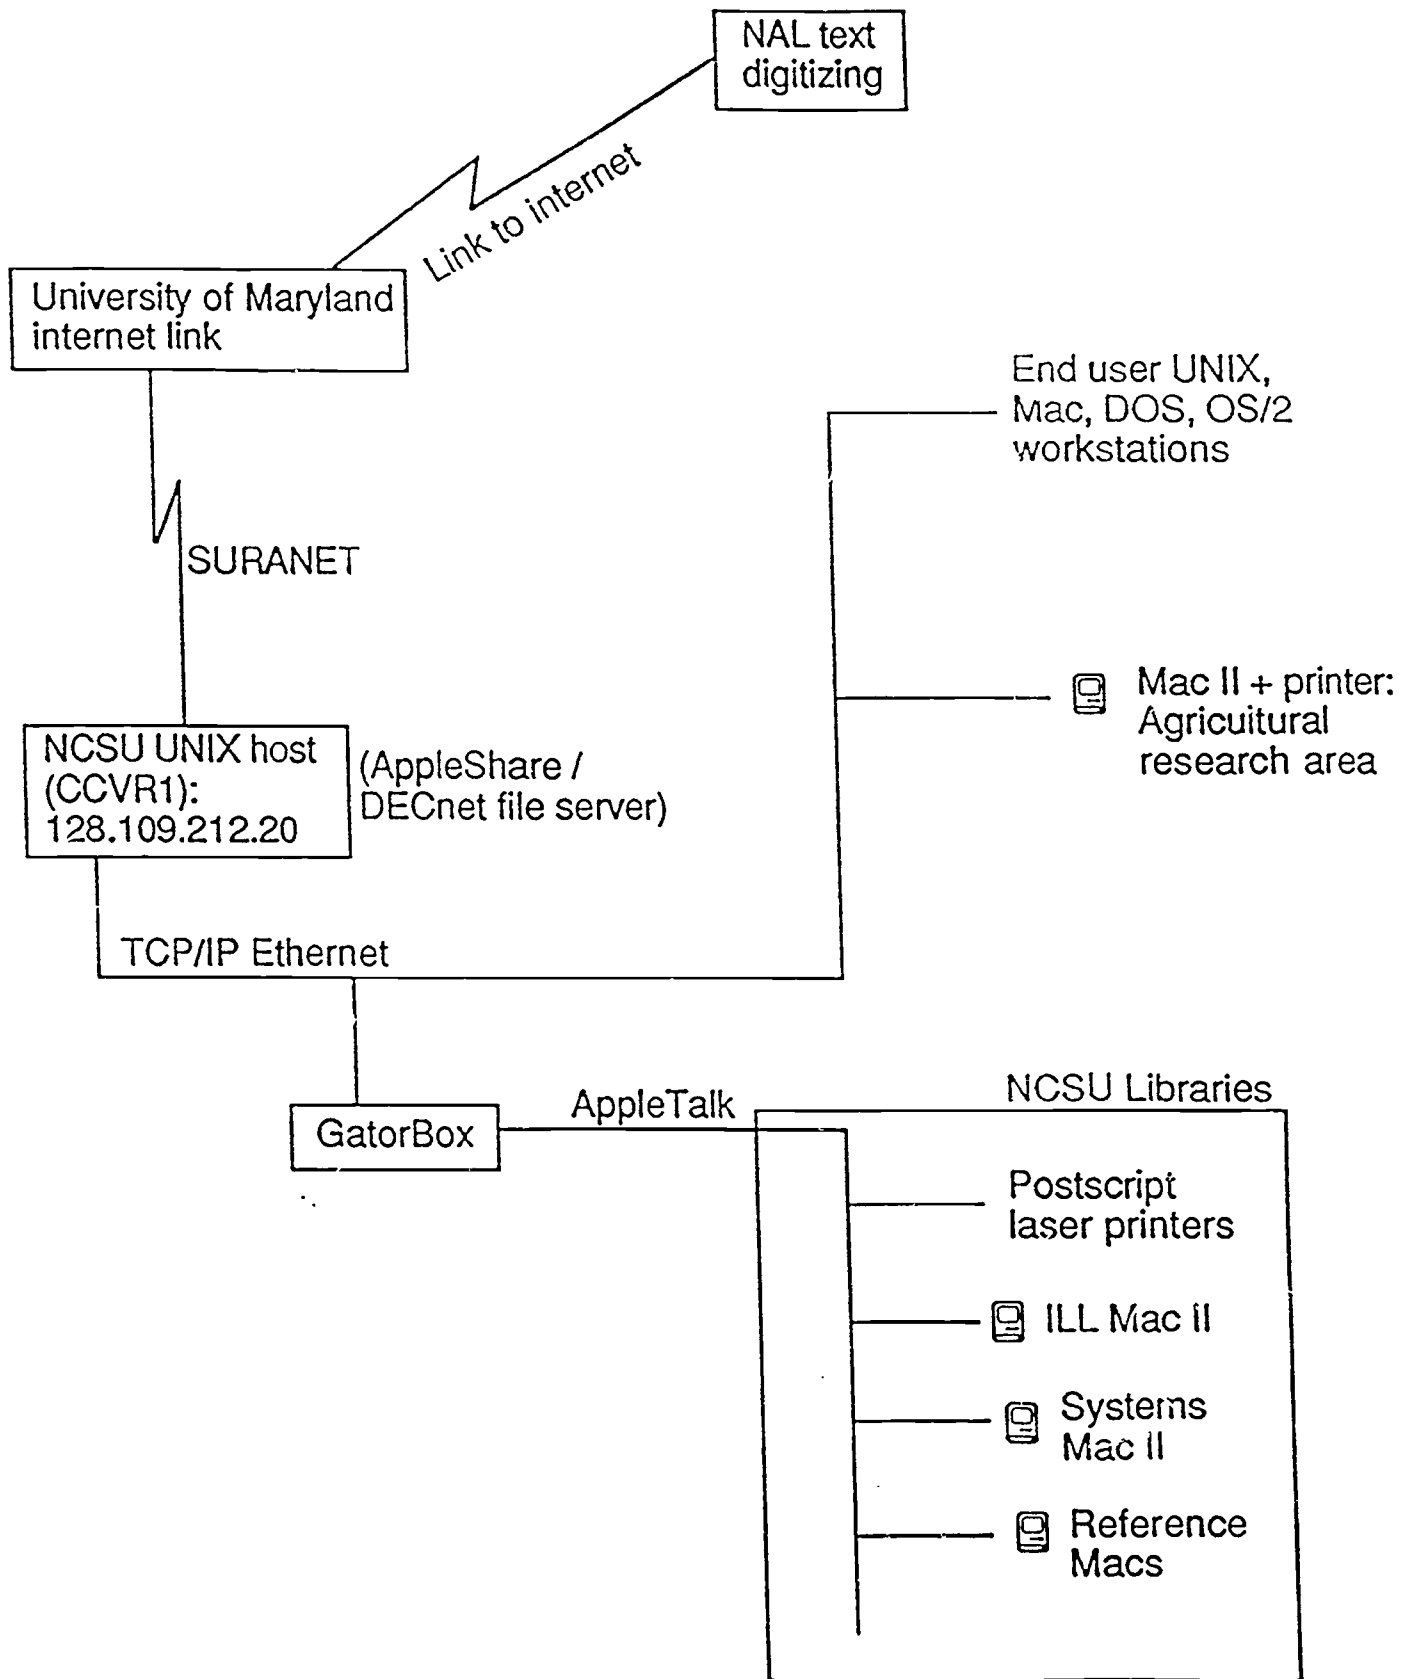 NAL text
digitizing
Link to internet
University of Maryland
internet link
End user UNIX,
Mac, DOS, OS/2
workstations
SURANET
Mac II + printer:
Agricultural
research area
NCSU UNIX host
(CCVR1):
128.109.212.20
(AppleShare /
DECnet file server)
TCP/IP Ethernet
GatorBox
AppleTalk
NCSU Libraries
Postscript
laser printers
ILL Mac II
Systems
Mac II
Reference
Macs